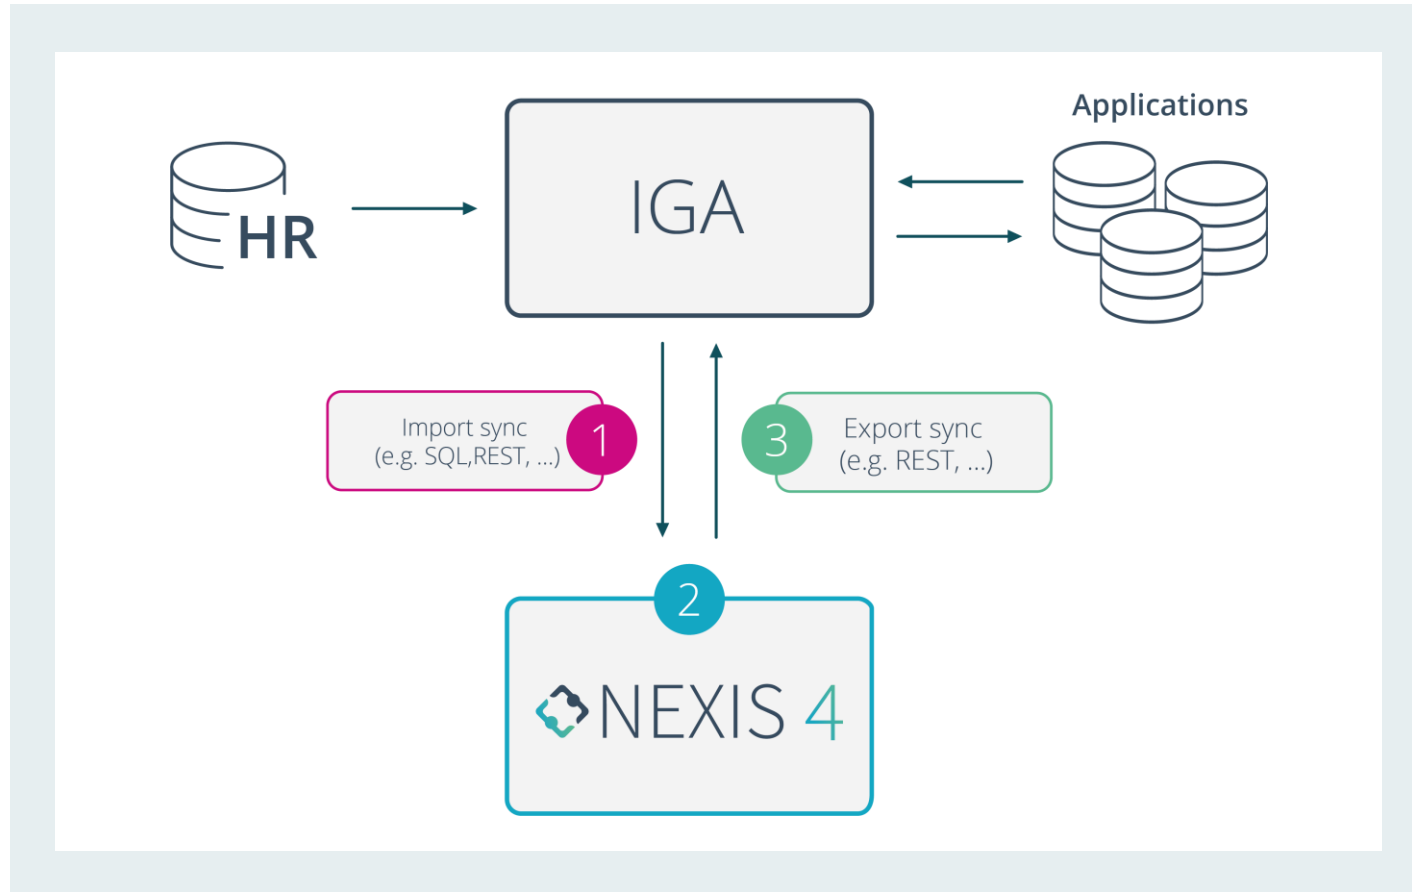 Applications
HR
IGA
Import sync
(e.g. SQL,REST, ...)
1
3
Export sync
(e.g. REST, ...)
2
NEXIS 4